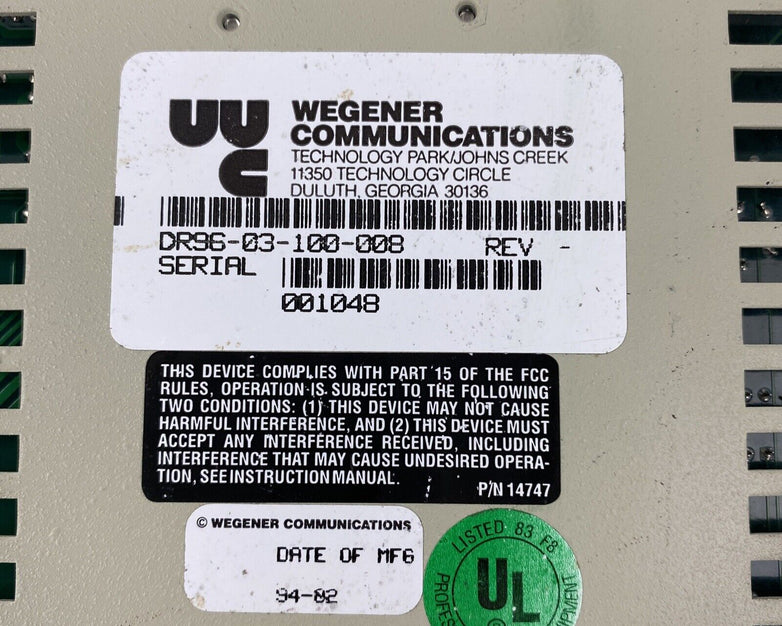 WEGENER
COMMUNICATIONS
TECHNOLOGY PARK/JOHNS CREEK
11350 TECHNOLOGY CIRCLE
DULUTH, GEORGIA 30136
DR96-03-100-008 REV -
SERIAL
001048
THIS DEVICE COMPLIES WITH PART 15 OF THE FCC
RULES, OPERATION IS SUBJECT TO THE FOLLOWING
TWO CONDITIONS: (1) THIS DEVICE MAY NOT CAUSE
HARMFUL INTERFERENCE, AND (2) THIS DEVICE MUST
ACCEPT ANY INTERFERENCE RECEIVED, INCLUDING
INTERFERENCE THAT MAY CAUSE UNDESIRED OPERA-
TION, SEE INSTRUCTION MANUAL.
P/N 14747
© WEGENER COMMUNICATIONS
DATE OF MFG
94-02
LISTED 83 F8
UL